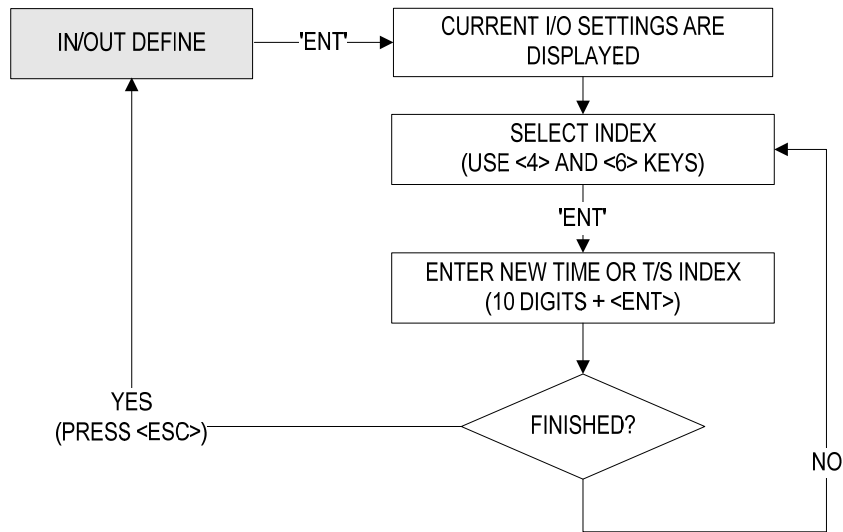 IN/OUT DEFINE
'ENT'
CURRENT I/O SETTINGS ARE
DISPLAYED
SELECT INDEX
(USE <4> AND <6> KEYS)
'ENT'
ENTER NEW TIME OR T/S INDEX
(10 DIGITS + <ENT>)
FINISHED?
YES
(PRESS <ESC>)
NO